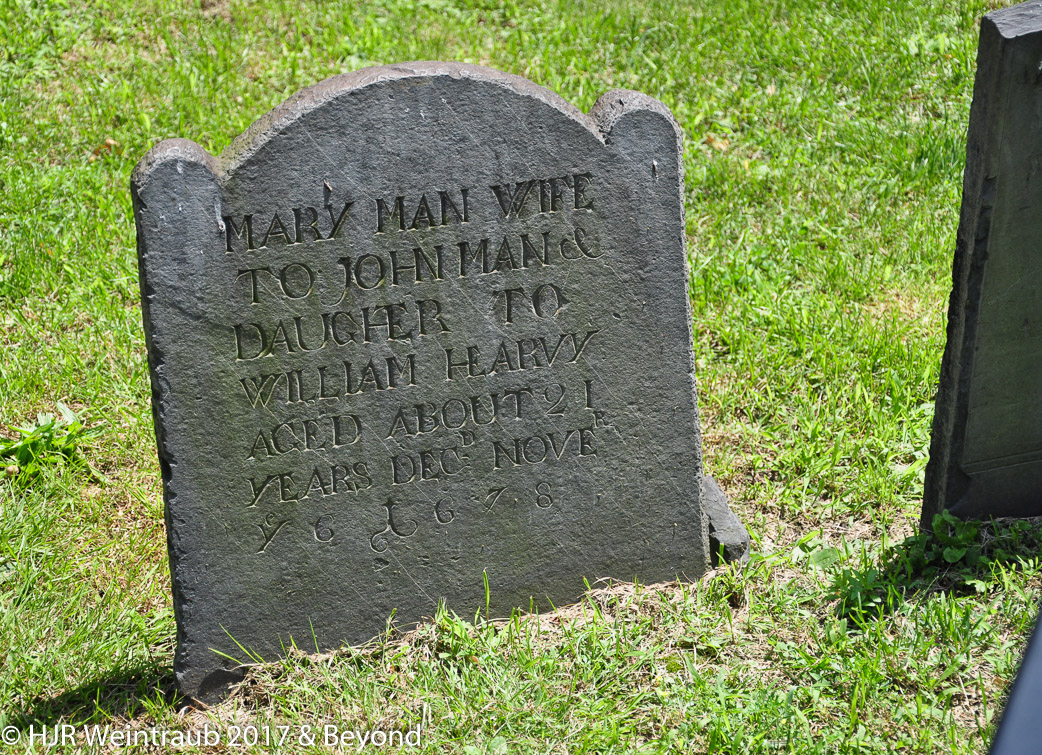 MARY MAN WIFE
TO JOHN MAN &
DAUGHER TO
WILLIAM HEARVY
AGED ABOUT 21
YEARS DECᴰ NOVEᴿ
yᵉ 6 1678
© HJR Weintraub 2017 & Beyond